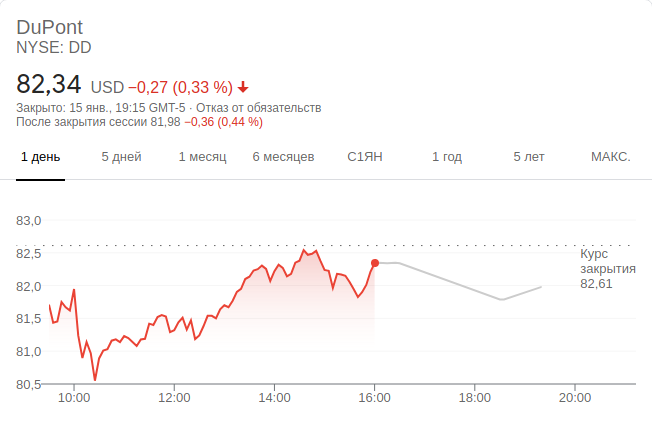 DuPont
NYSE: DD
82,34 USD −0,27 (0,33 %)
Закрыто: 15 янв., 19:15 GMT-5 · Отказ от обязательств
После закрытия сессии 81,98 −0,36 (0,44 %)
1 день 5 дней 1 месяц 6 месяцев С1ЯН 1 год 5 лет МАКС.
83,0
82,5
Курс
закрытия
82,61
82,0
81,5
81,0
80,5
10:00 12:00 14:00 16:00 18:00 20:00